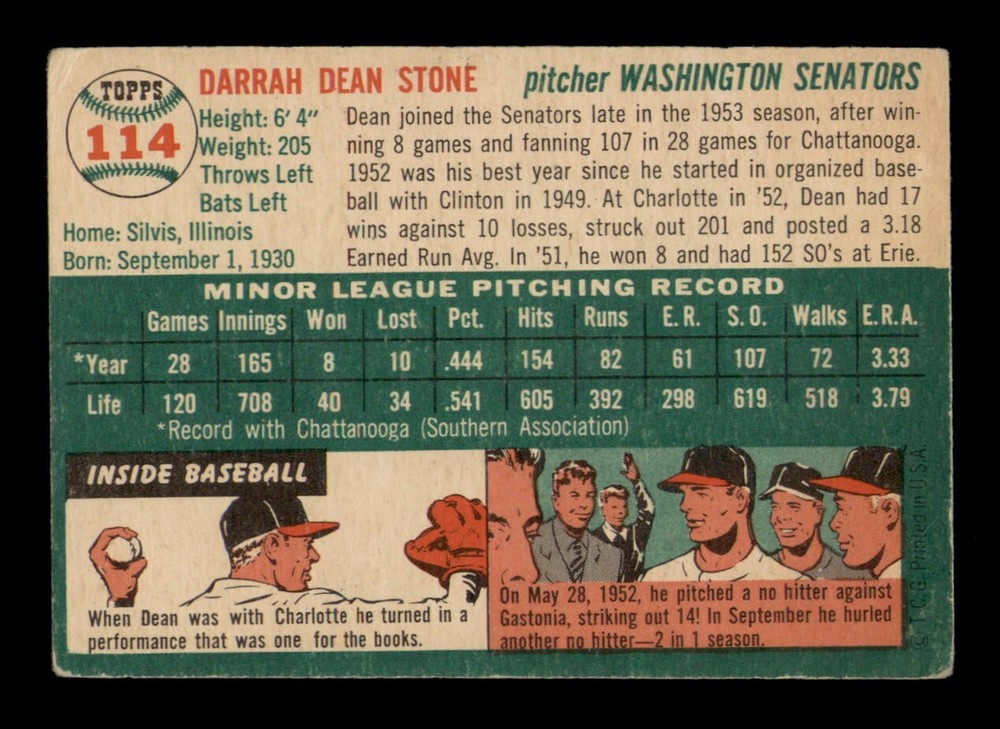 TOPPS
114
DARRAH DEAN STONE pitcher WASHINGTON SENATORS
Height: 6' 4"
Weight: 205
Throws Left
Bats Left
Home: Silvis, Illinois
Born: September 1, 1930
Dean joined the Senators late in the 1953 season, after win-
ning 8 games and fanning 107 in 28 games for Chattanooga.
1952 was his best year since he started in organized base-
ball with Clinton in 1949. At Charlotte in '52, Dean had 17
wins against 10 losses, struck out 201 and posted a 3.18
Earned Run Avg. In '51, he won 8 and had 152 SO's at Erie.
MINOR LEAGUE PITCHING RECORD
Games Innings Won Lost Pct. Hits Runs E.R. S.O. Walks E.R.A.
*Year 28 165 8 10 .444 154 82 61 107 72 3.33
Life 120 708 40 34 .541 605 392 298 619 518 3.79
*Record with Chattanooga (Southern Association)
INSIDE BASEBALL
When Dean was with Charlotte he turned in a
performance that was one for the books.
On May 28, 1952, he pitched a no hitter against
Gastonia, striking out 14! In September he hurled
another no hitter—2 in 1 season.
© T.C.G. Printed in U.S.A.